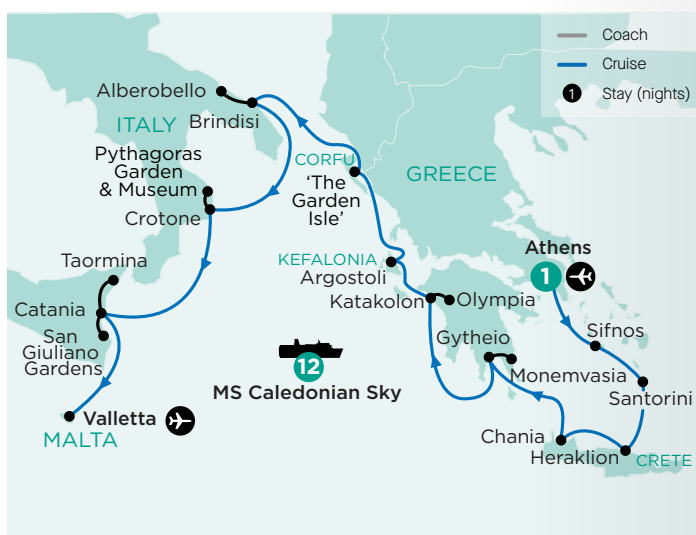 Coach
Cruise
1 Stay (nights)
Alberobello
ITALY
Brindisi
Pythagoras
Garden
& Museum
Crotone
CORFU
'The
Garden
Isle'
GREECE
Taormina
KEFALONIA
Argostoli
Athens
1
Katakolon
Olympia
Catania
San
Giuliano
Gardens
Gytheio
Sifnos
12
MS Caledonian Sky
Monemvasia
Santorini
Valletta
MALTA
Chania
Heraklion
CRETE